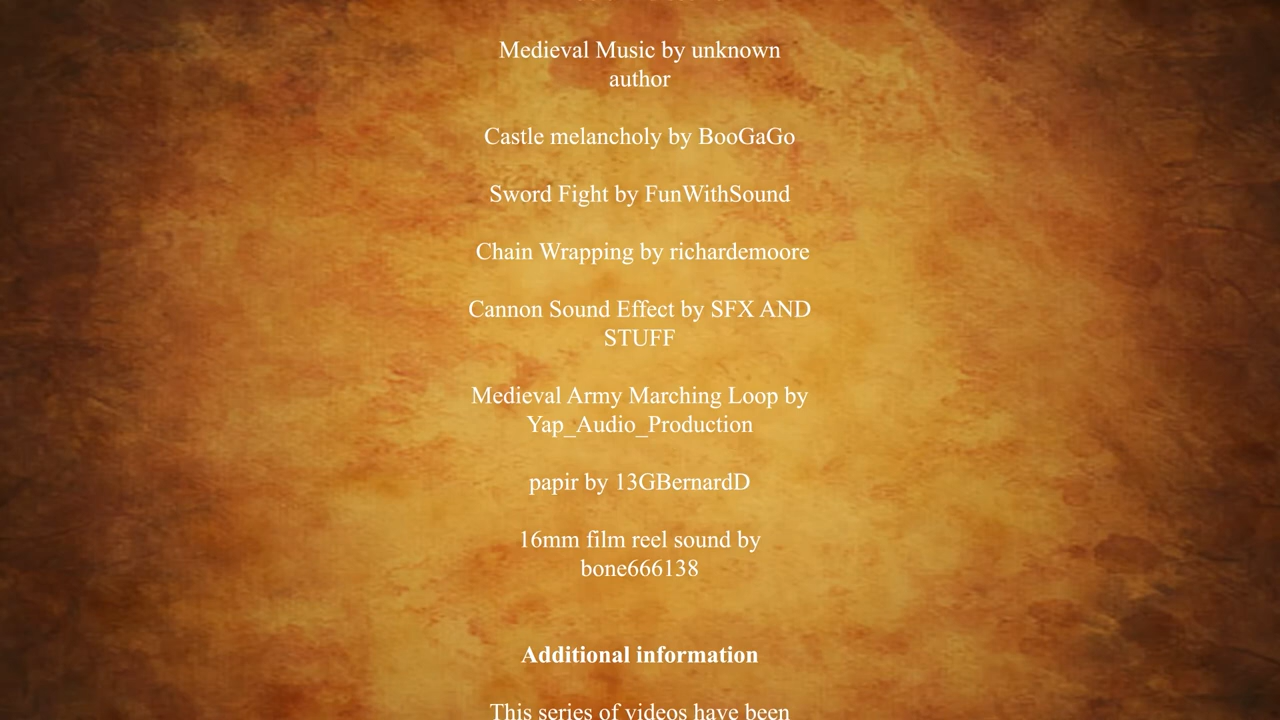 Medieval Music by unknown
author
Castle melancholy by BooGaGo
Sword Fight by FunWithSound
Chain Wrapping by richardemoore
Cannon Sound Effect by SFX AND
STUFF
Medieval Army Marching Loop by
Yap_Audio_Production
papir by 13GBernardD
16mm film reel sound by
bone666138
Additional information
This series of videos have been